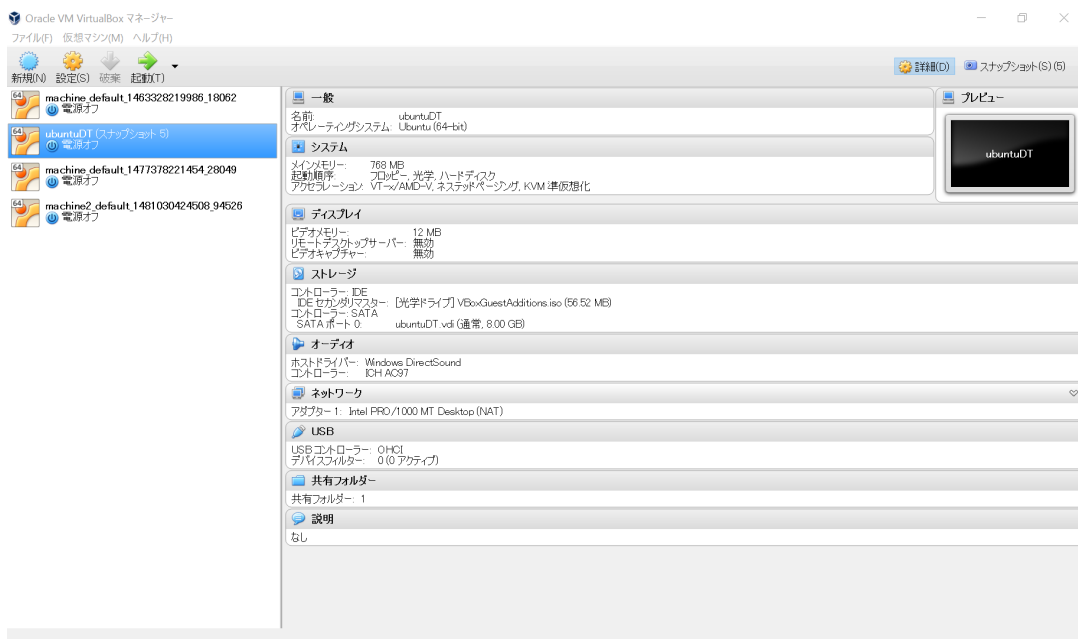 Oracle VM VirtualBox マネージャー
ファイル(F) 仮想マシン(M) ヘルプ(H)
新規(N) 設定(S) 破棄 起動(T)
詳細(D) スナップショット(S) (5)
machine_default_1463328219986_18062
電源オフ
ubuntuDT (スナップショット 5)
電源オフ
machine_default_1477378221454_28049
電源オフ
machine2_default_1481030424508_94526
電源オフ
一般
名前: ubuntuDT
オペレーティングシステム: Ubuntu (64-bit)
システム
メインメモリー: 768 MB
起動順序: フロッピー, 光学, ハードディスク
アクセラレーション: VT-x/AMD-V, ネステッドページング, KVM 準仮想化
プレビュー
ubuntuDT
ディスプレイ
ビデオメモリー: 12 MB
リモートデスクトップサーバー: 無効
ビデオキャプチャー: 無効
ストレージ
コントローラー: IDE
IDE セカンダリマスター: [光学ドライブ] VBoxGuestAdditions.iso (56.52 MB)
コントローラー: SATA
SATA ポート 0: ubuntuDT.vdi (通常, 8.00 GB)
オーディオ
ホストドライバー: Windows DirectSound
コントローラー: ICH AC97
ネットワーク
アダプター 1: Intel PRO/1000 MT Desktop (NAT)
USB
USBコントローラー: OHCI
デバイスフィルター: 0 (0 アクティブ)
共有フォルダー
共有フォルダー: 1
説明
なし
64
64
64
64